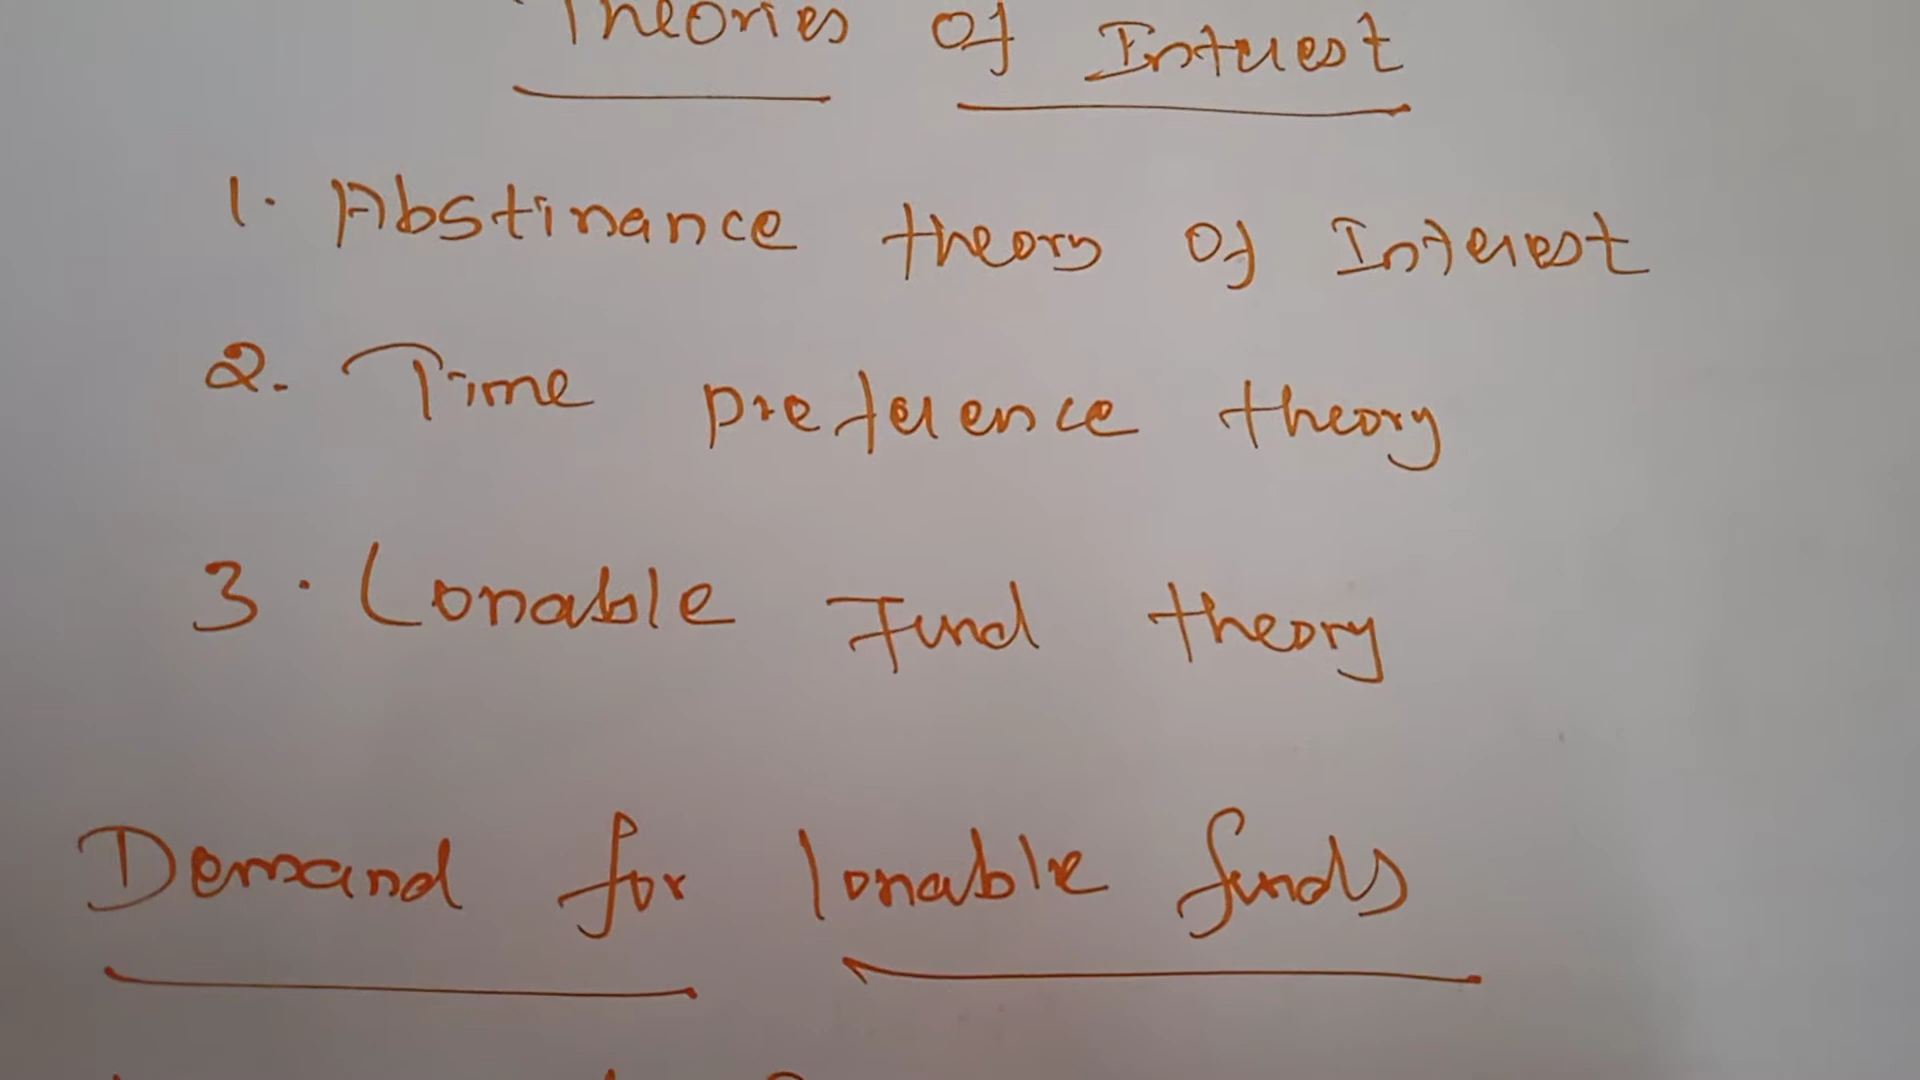 Theories Of Interest
1. Abstinance theory Of Interest
2. Time preference theory
3. Lonable Fund theory
Demand for lonable funds